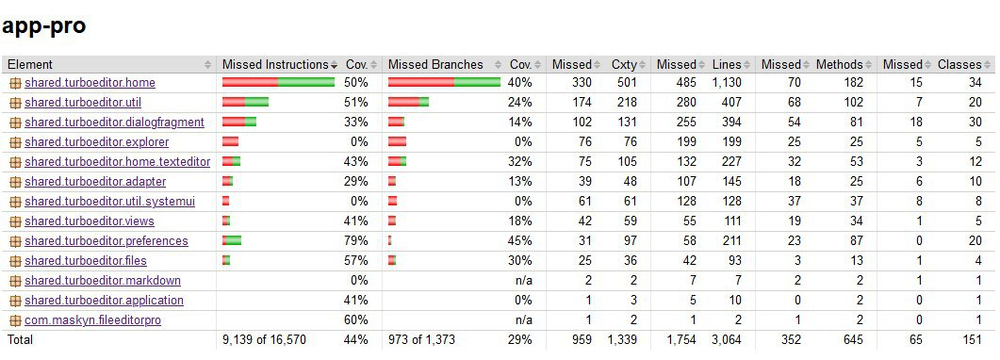 app-pro
Element Missed Instructions Cov. Missed Branches Cov. Missed Cxty Missed Lines Missed Methods Missed Classes
shared.turboeditor.home 50% 40% 330 501 485 1,130 70 182 15 34
shared.turboeditor.util 51% 24% 174 218 280 407 68 102 7 20
shared.turboeditor.dialogfragment 33% 14% 102 131 255 394 54 81 18 30
shared.turboeditor.explorer 0% 0% 76 76 199 199 25 25 5 5
shared.turboeditor.home.texteditor 43% 32% 75 105 132 227 32 53 3 12
shared.turboeditor.adapter 29% 13% 39 48 107 145 18 25 6 10
shared.turboeditor.util.systemui 0% 0% 61 61 128 128 37 37 8 8
shared.turboeditor.views 41% 18% 42 59 55 111 19 34 1 5
shared.turboeditor.preferences 79% 45% 31 97 58 211 23 87 0 20
shared.turboeditor.files 57% 30% 25 36 42 93 3 13 1 4
shared.turboeditor.markdown 0% n/a 2 2 7 7 2 2 1 1
shared.turboeditor.application 41% 0% 1 3 5 10 0 2 0 1
com.maskyn.fileeditorpro 60% n/a 1 2 1 2 1 2 0 1
Total 9,139 of 16,570 44% 973 of 1,373 29% 959 1,339 1,754 3,064 352 645 65 151